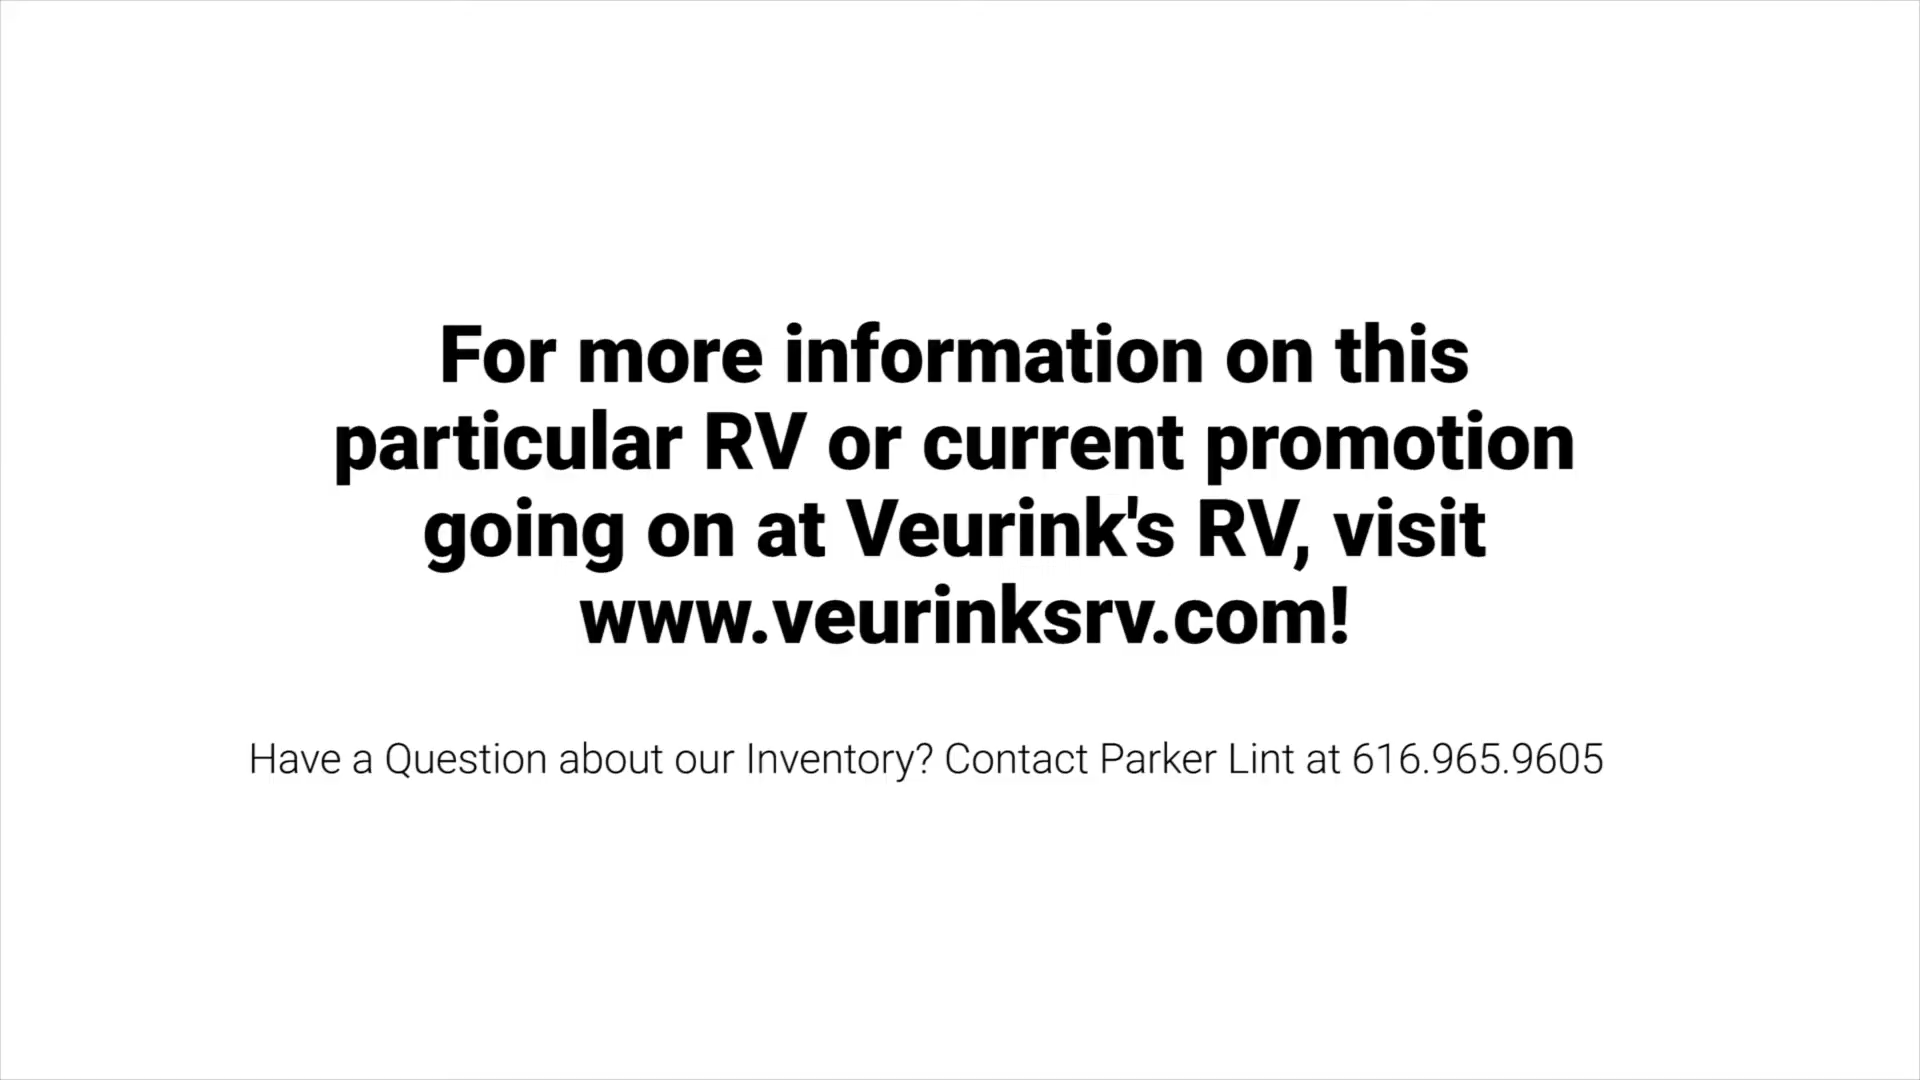 For more information on this
particular RV or current promotion
going on at Veurink's RV, visit
www.veurinksrv.com!
Have a Question about our Inventory? Contact Parker Lint at 616.965.9605